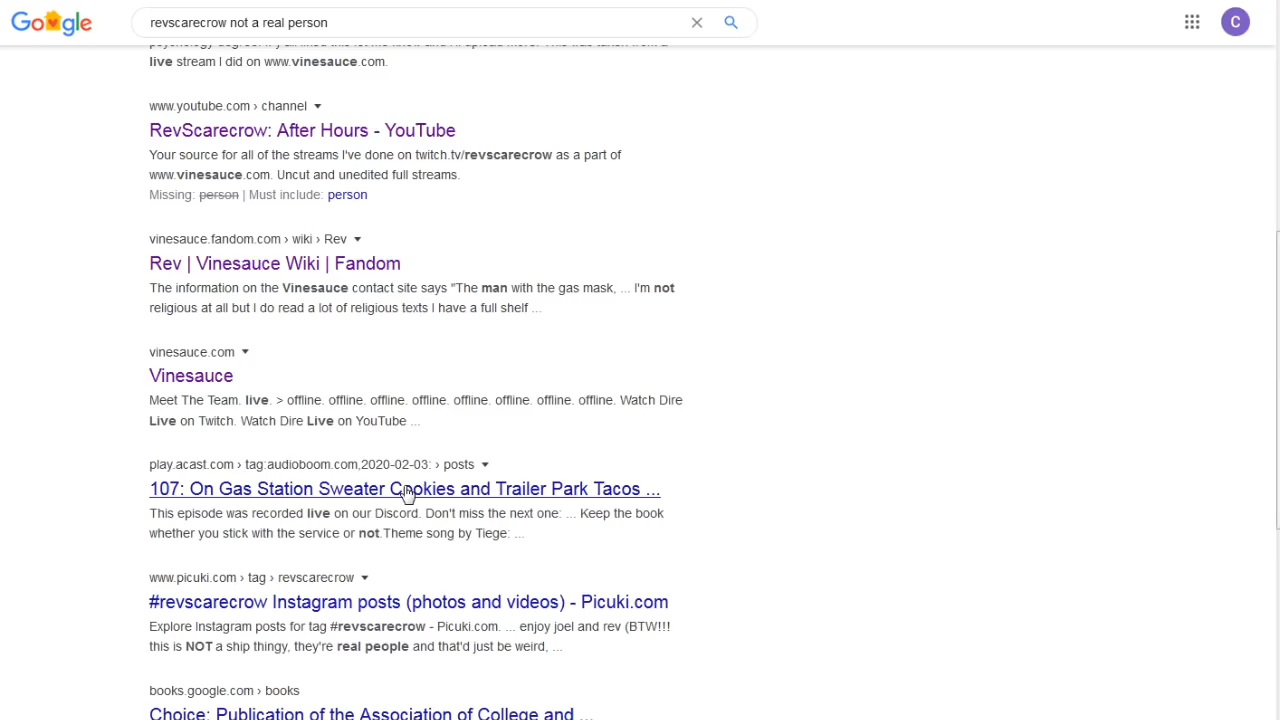 Google
revscarecrow not a real person
C
live stream I did on www.vinesauce.com.
www.youtube.com › channel
RevScarecrow: After Hours - YouTube
Your source for all of the streams I've done on twitch.tv/revscarecrow as a part of
www.vinesauce.com. Uncut and unedited full streams.
Missing: person | Must include: person
vinesauce.fandom.com › wiki › Rev
Rev | Vinesauce Wiki | Fandom
The information on the Vinesauce contact site says "The man with the gas mask, ... I'm not
religious at all but I do read a lot of religious texts I have a full shelf ...
vinesauce.com
Vinesauce
Meet The Team. live. > offline. offline. offline. offline. offline. offline. offline. Watch Dire
Live on Twitch. Watch Dire Live on YouTube ...
play.acast.com › tag:audioboom.com,2020-02-03: › posts
107: On Gas Station Sweater Cookies and Trailer Park Tacos ...
This episode was recorded live on our Discord. Don't miss the next one: ... Keep the book
whether you stick with the service or not.Theme song by Tiege: ...
www.picuki.com › tag › revscarecrow
#revscarecrow Instagram posts (photos and videos) - Picuki.com
Explore Instagram posts for tag #revscarecrow - Picuki.com. ... enjoy joel and rev (BTW!!!
this is NOT a ship thingy, they're real people and that'd just be weird, ...
books.google.com › books
Choice: Publication of the Association of College and ...